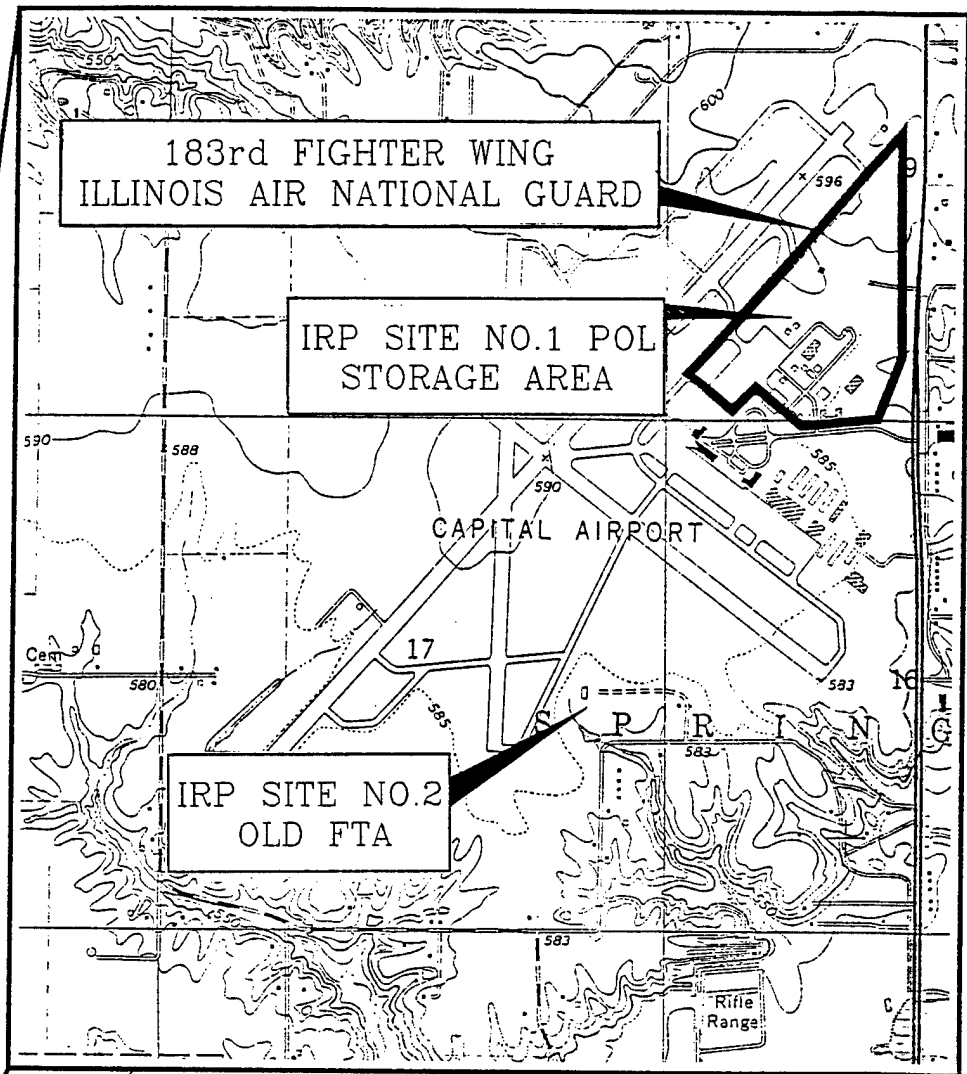 550
600
183rd FIGHTER WING
ILLINOIS AIR NATIONAL GUARD
596
9
IRP SITE NO.1 POL
STORAGE AREA
590
588
590
585
CAPITAL AIRPORT
17
Cem
580
583
16
585
S P R I N G
583
IRP SITE NO.2
OLD FTA
550
583
Rifle
Range